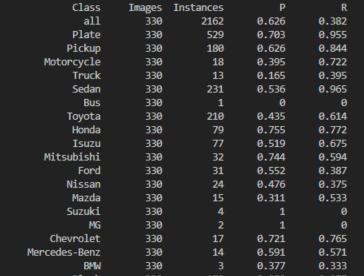 Class Images Instances P R
all 330 2162 0.626 0.382
Plate 330 529 0.703 0.955
Pickup 330 180 0.626 0.844
Motorcycle 330 18 0.395 0.722
Truck 330 13 0.165 0.395
Sedan 330 231 0.536 0.965
Bus 330 1 0 0
Toyota 330 210 0.435 0.614
Honda 330 79 0.755 0.772
Isuzu 330 77 0.519 0.675
Mitsubishi 330 32 0.744 0.594
Ford 330 31 0.552 0.387
Nissan 330 24 0.476 0.375
Mazda 330 15 0.311 0.533
Suzuki 330 4 1 0
MG 330 2 1 0
Chevrolet 330 17 0.721 0.765
Mercedes-Benz 330 14 0.591 0.571
BMW 330 3 0.377 0.333